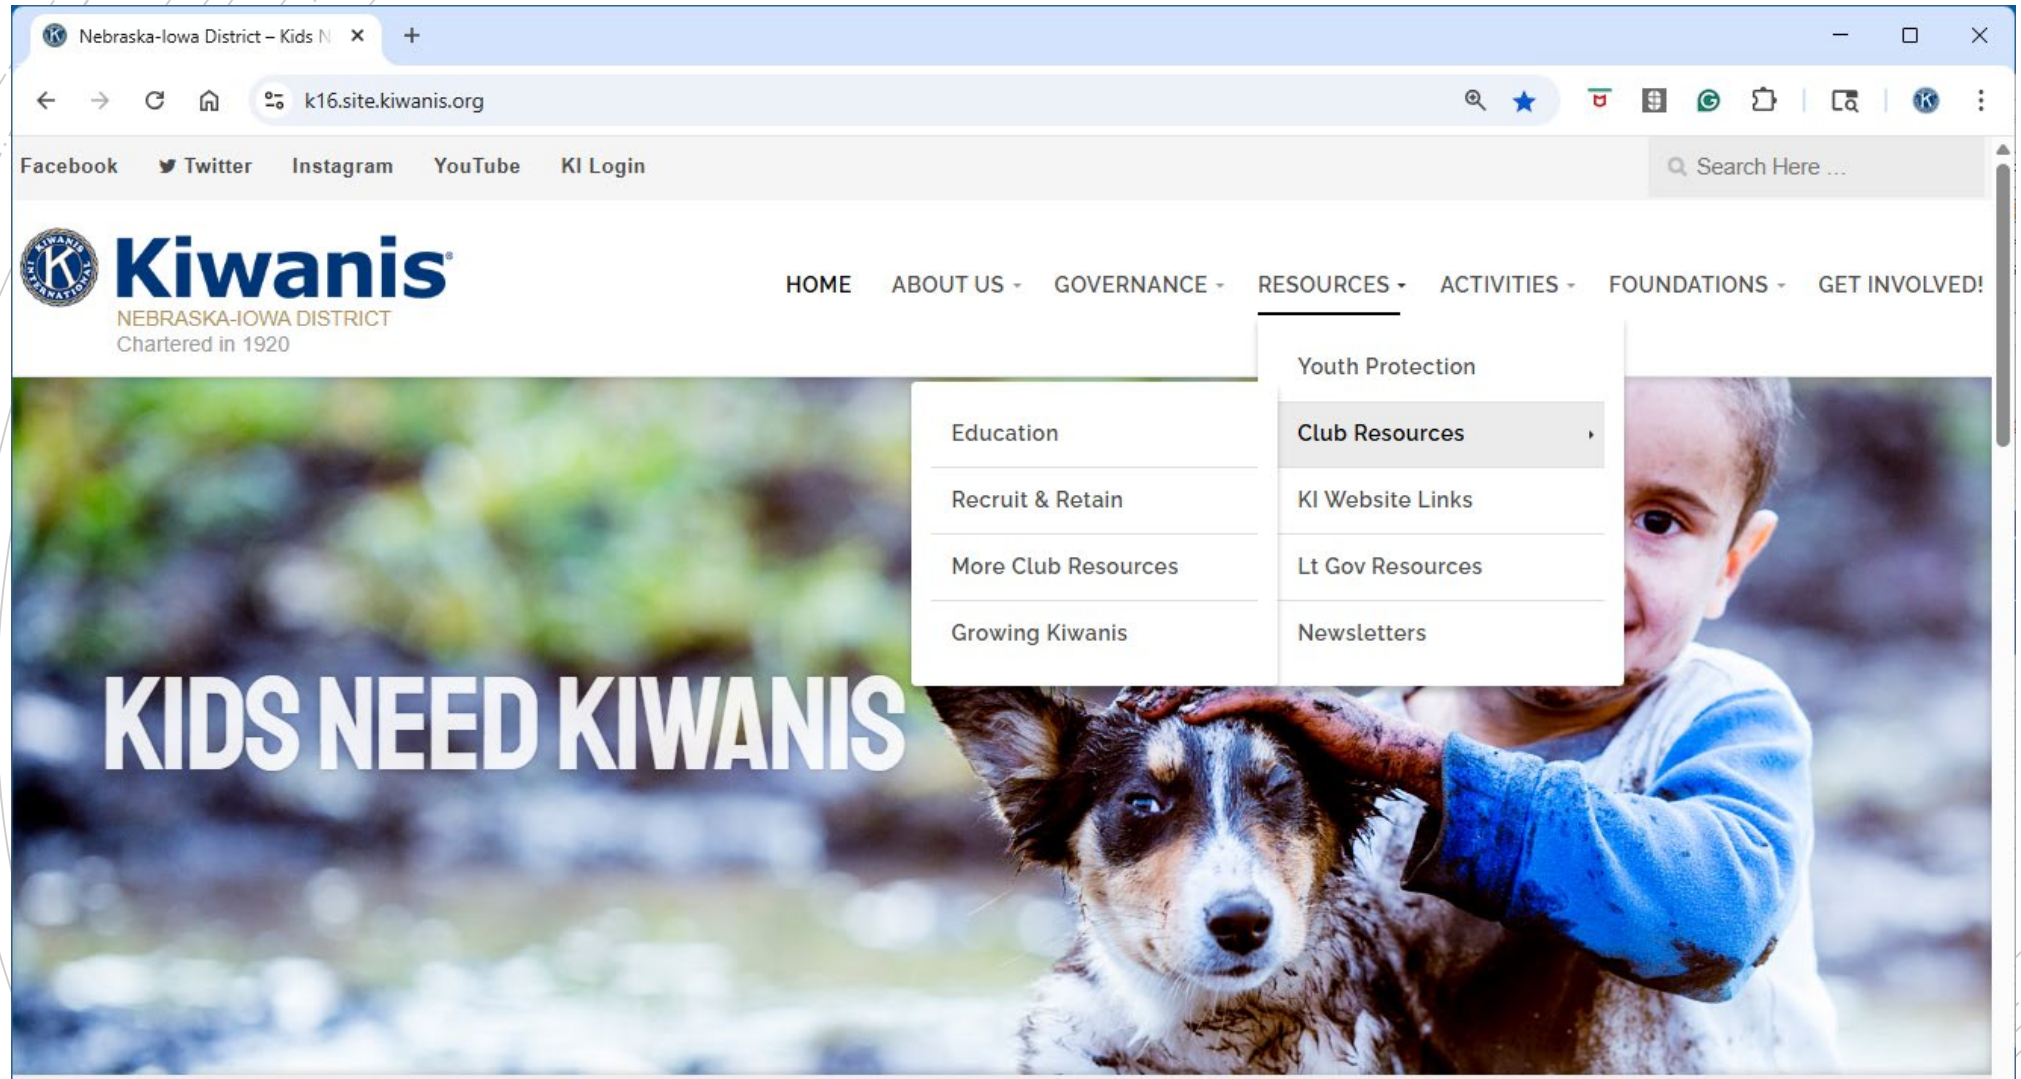 Nebraska-Iowa District – Kids N
k16.site.kiwanis.org
Facebook Twitter Instagram YouTube KI Login
Search Here ...
Kiwanis
NEBRASKA-IOWA DISTRICT
Chartered in 1920
HOME ABOUT US GOVERNANCE RESOURCES ACTIVITIES FOUNDATIONS GET INVOLVED!
Youth Protection
Club Resources
KI Website Links
Lt Gov Resources
Newsletters
Education
Recruit & Retain
More Club Resources
Growing Kiwanis
KIDS NEED KIWANIS